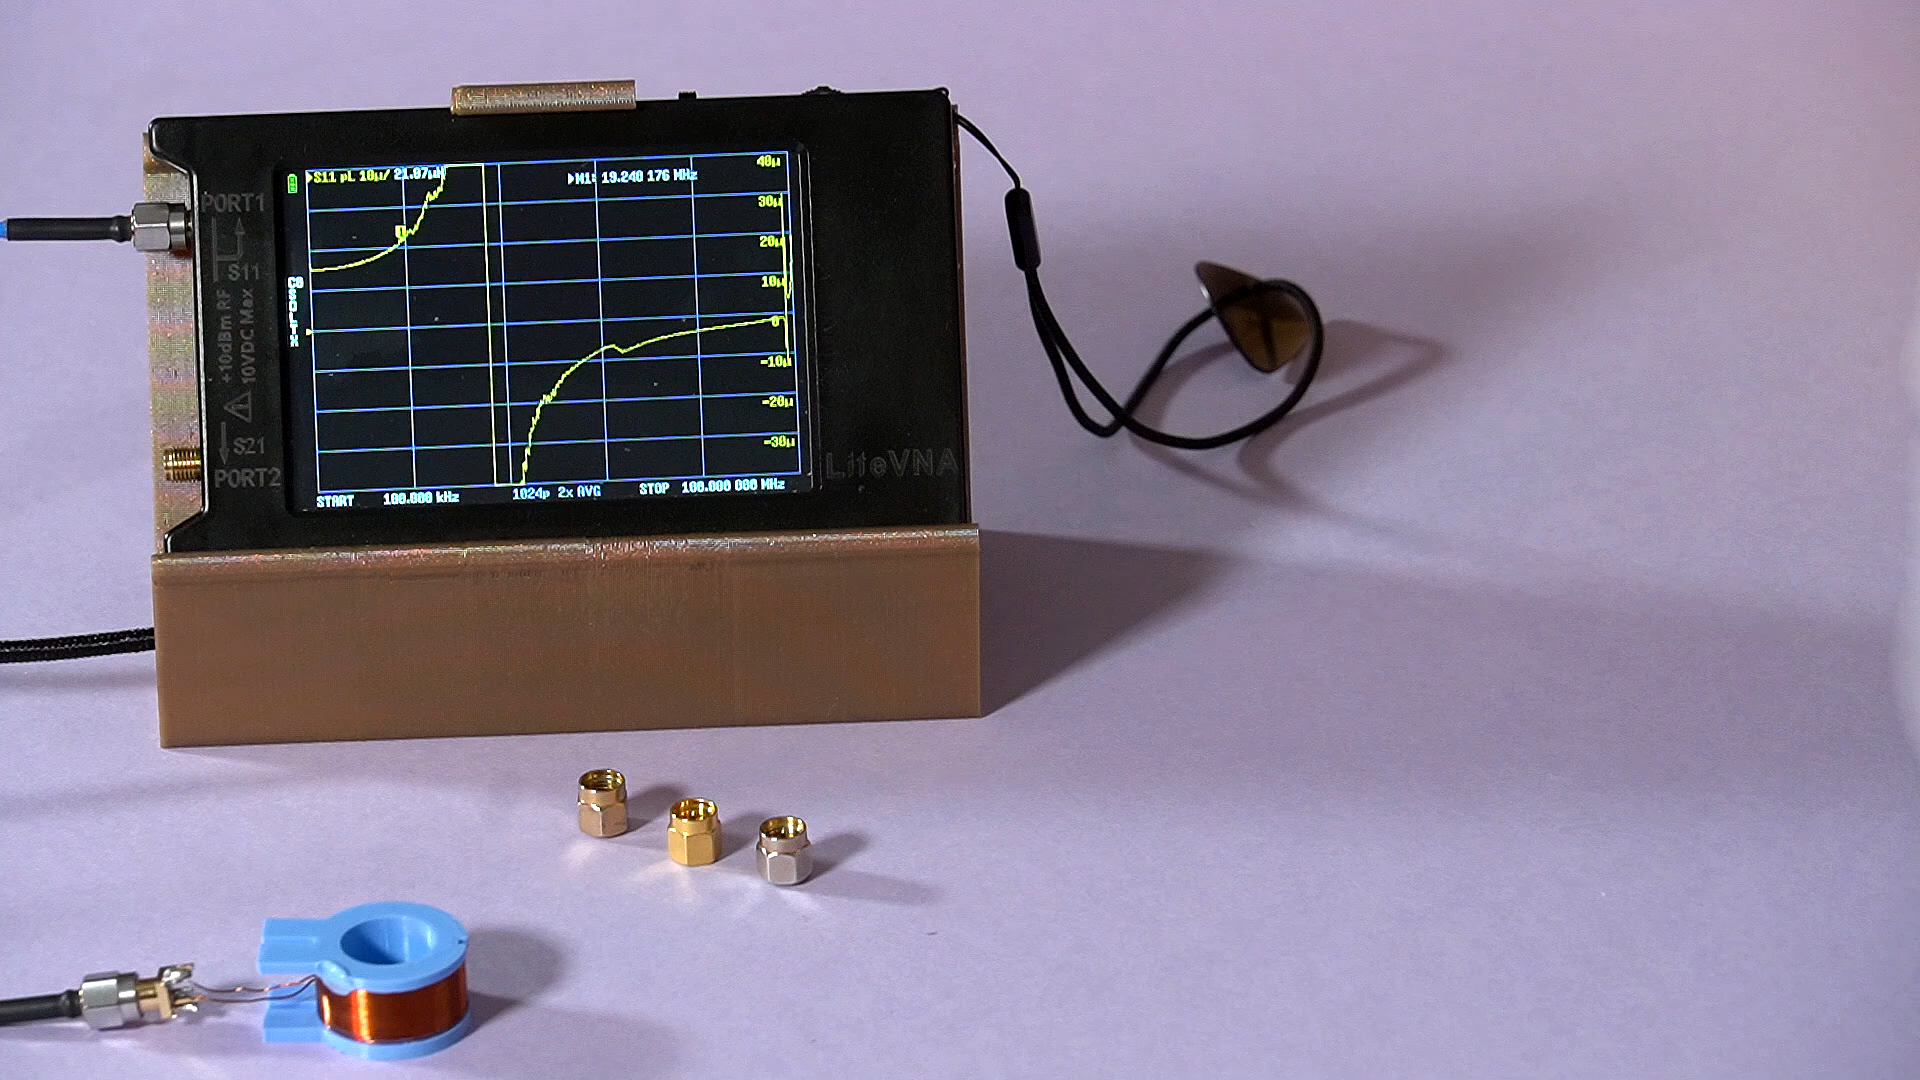 S11 pL 10µ/ 21.87µH
M1: 19.240 176 MHz
40µ
30µ
20µ
10µ
0
-10µ
-20µ
-30µ
1
START 100.000 kHz
1024p 2x AVG
STOP 100.000 000 MHz
PORT1
S11
+10dBm RF
10VDC Max
S21
PORT2
LiteVNA